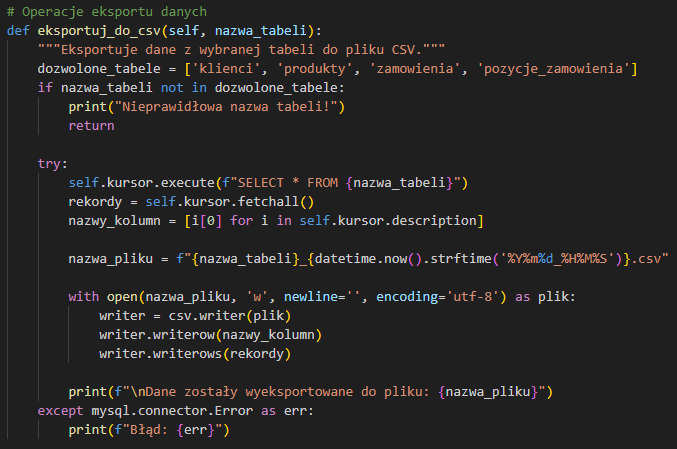 # Operacje eksportu danych
def eksportuj_do_csv(self, nazwa_tabeli):
    """Eksportuje dane z wybranej tabeli do pliku CSV."""
    dozwolone_tabele = ['klienci', 'produkty', 'zamowienia', 'pozycje_zamowienia']
    if nazwa_tabeli not in dozwolone_tabele:
        print("Nieprawidłowa nazwa tabeli!")
        return

    try:
        self.kursor.execute(f"SELECT * FROM {nazwa_tabeli}")
        rekordy = self.kursor.fetchall()
        nazwy_kolumn = [i[0] for i in self.kursor.description]

        nazwa_pliku = f"{nazwa_tabeli}_{datetime.now().strftime('%Y%m%d_%H%M%S')}.csv"

        with open(nazwa_pliku, 'w', newline='', encoding='utf-8') as plik:
            writer = csv.writer(plik)
            writer.writerow(nazwy_kolumn)
            writer.writerows(rekordy)

        print(f"\nDane zostały wyeksportowane do pliku: {nazwa_pliku}")
    except mysql.connector.Error as err:
        print(f"Błąd: {err}")